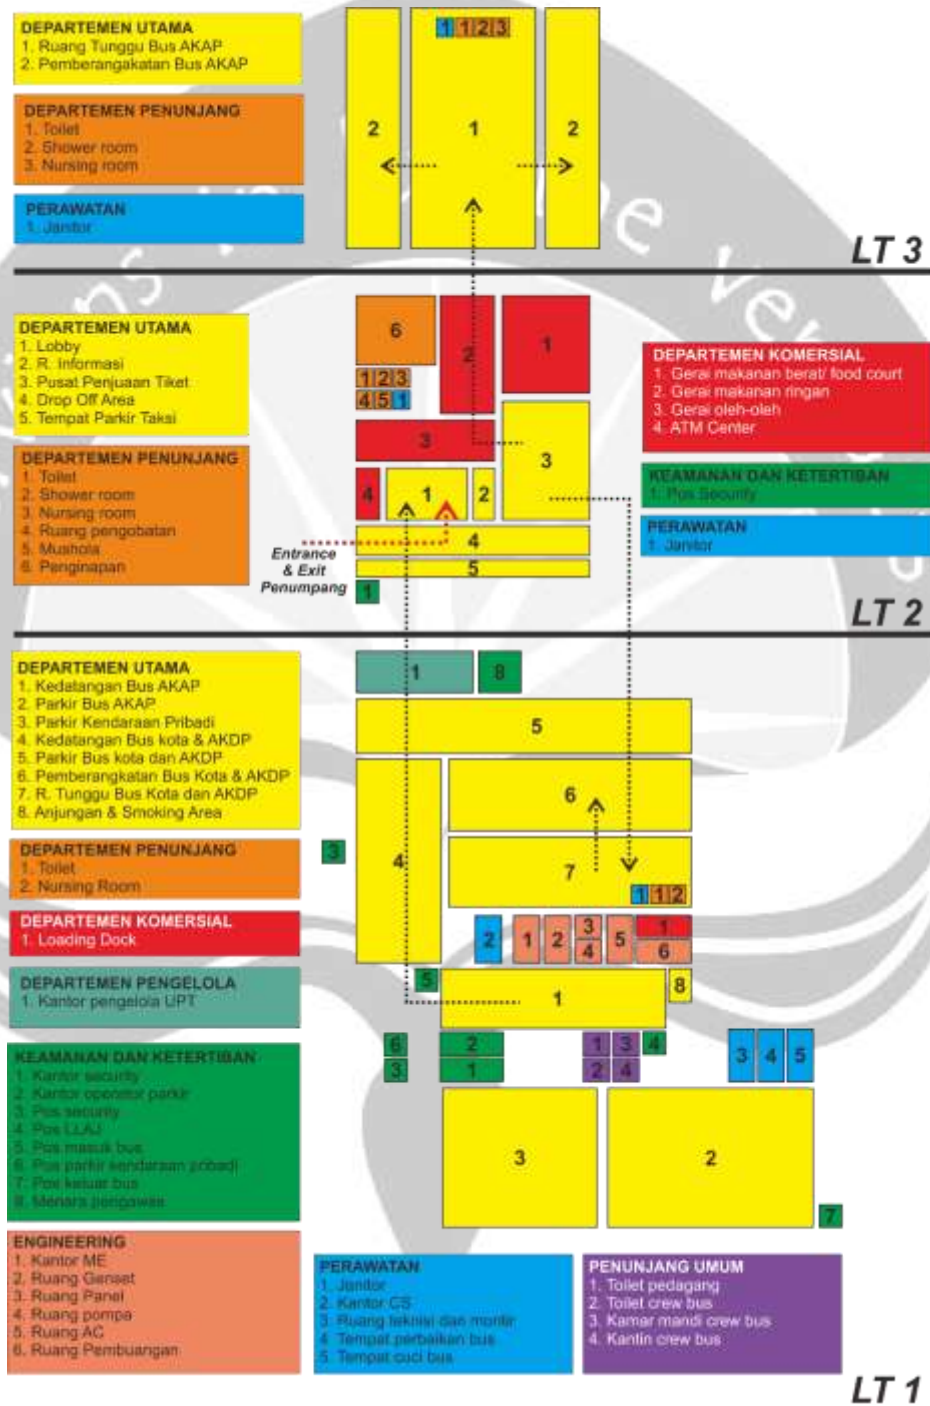 DEPARTEMEN UTAMA
1. Ruang Tunggu Bus AKAP
2. Pemberangakatan Bus AKAP
DEPARTEMEN PENUNJANG
1. Toilet
2. Shower room
3. Nursing room
PERAWATAN
1. Janitor
1 1 2 3
2
1
2
LT 3
DEPARTEMEN UTAMA
1. Lobby
2. R. Informasi
3. Pusat Penjuaan Tiket
4. Drop Off Area
5. Tempat Parkir Taksi
DEPARTEMEN PENUNJANG
1. Toilet
2. Shower room
3. Nursing room
4. Ruang pengobatan
5. Mushola
6. Penginapan
6
2
1
1 2 3
4 5 1
3
3
4
1
2
4
5
Entrance
& Exit
Penumpang
1
DEPARTEMEN KOMERSIAL
1. Gerai makanan berat/ food court
2. Gerai makanan ringan
3. Gerai oleh-oleh
4. ATM Center
KEAMANAN DAN KETERTIBAN
1. Pos Security
PERAWATAN
1. Janitor
LT 2
DEPARTEMEN UTAMA
1. Kedatangan Bus AKAP
2. Parkir Bus AKAP
3. Parkir Kendaraan Pribadi
4. Kedatangan Bus kota & AKDP
5. Parkir Bus kota dan AKDP
6. Pemberangkatan Bus Kota & AKDP
7. R. Tunggu Bus Kota dan AKDP
8. Anjungan & Smoking Area
DEPARTEMEN PENUNJANG
1. Toilet
2. Nursing Room
DEPARTEMEN KOMERSIAL
1. Loading Dock
DEPARTEMEN PENGELOLA
1. Kantor pengelola UPT
KEAMANAN DAN KETERTIBAN
1. Kantor security
2. Kantor operator parkir
3. Pos security
4. Pos LLAJ
5. Pos masuk bus
6. Pos parkir kendaraan pribadi
7. Pos keluar bus
8. Menara pengawas
ENGINEERING
1. Kantor ME
2. Ruang Genset
3. Ruang Panel
4. Ruang pompa
5. Ruang AC
6. Ruang Pembuangan
1
8
5
6
3
4
7
1 1 2
2
1
2
3
4
5
1
6
5
1
8
6
3
2
1
1 3
2 4
4
3 4 5
3
2
7
PERAWATAN
1. Janitor
2. Kantor CS
3. Ruang teknisi dan montir
4. Tempat perbaikan bus
5. Tempat cuci bus
PENUNJANG UMUM
1. Toilet pedagang
2. Toilet crew bus
3. Kamar mandi crew bus
4. Kantin crew bus
LT 1